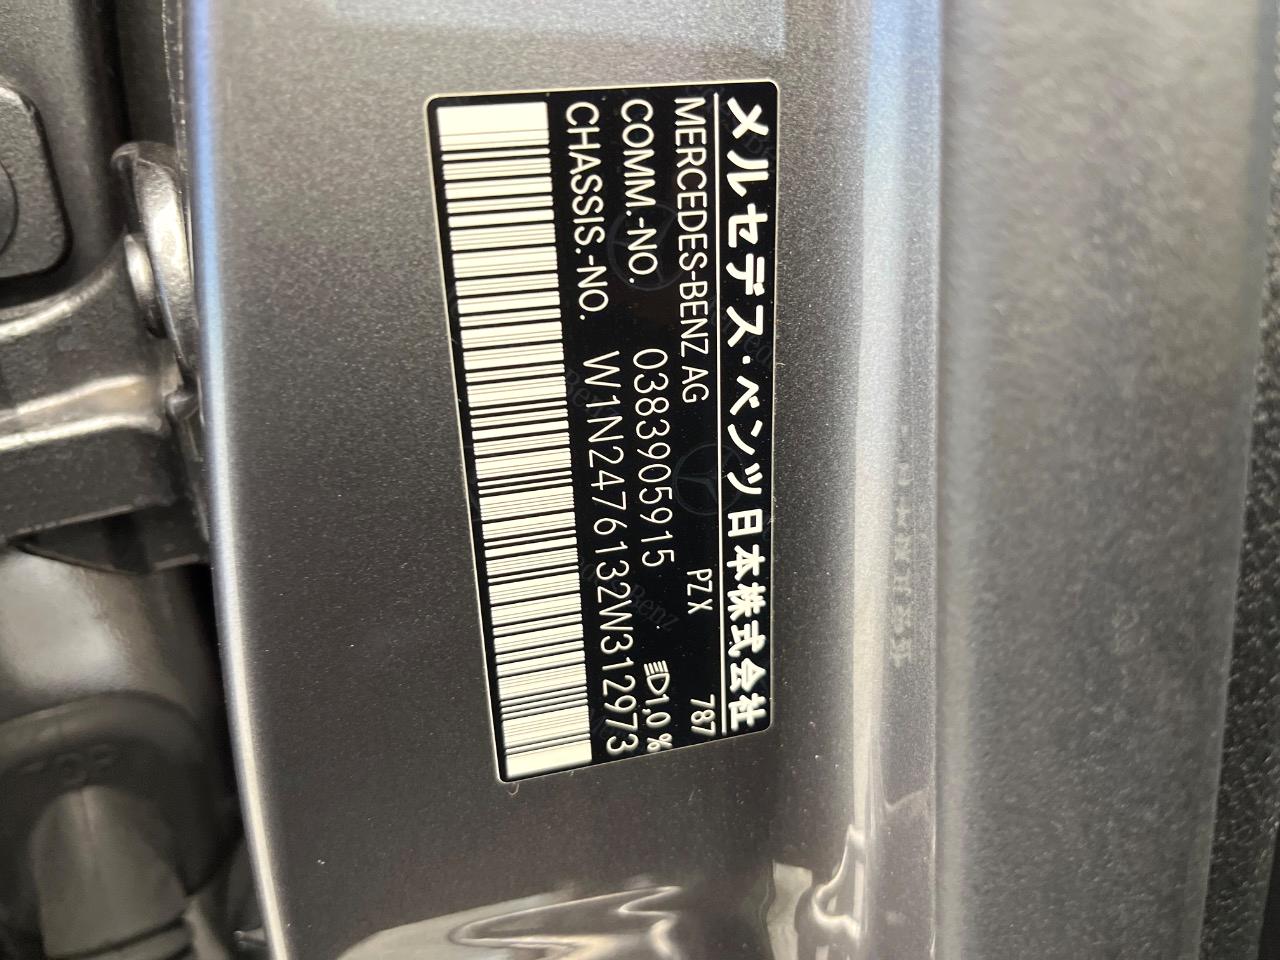 メルセデス・ベンツ日本株式会社
MERCEDES-BENZ AG PZX 787
COMM.-NO. 0383905915 1,0 %
CHASSIS.-NO. W1N2476132W312973